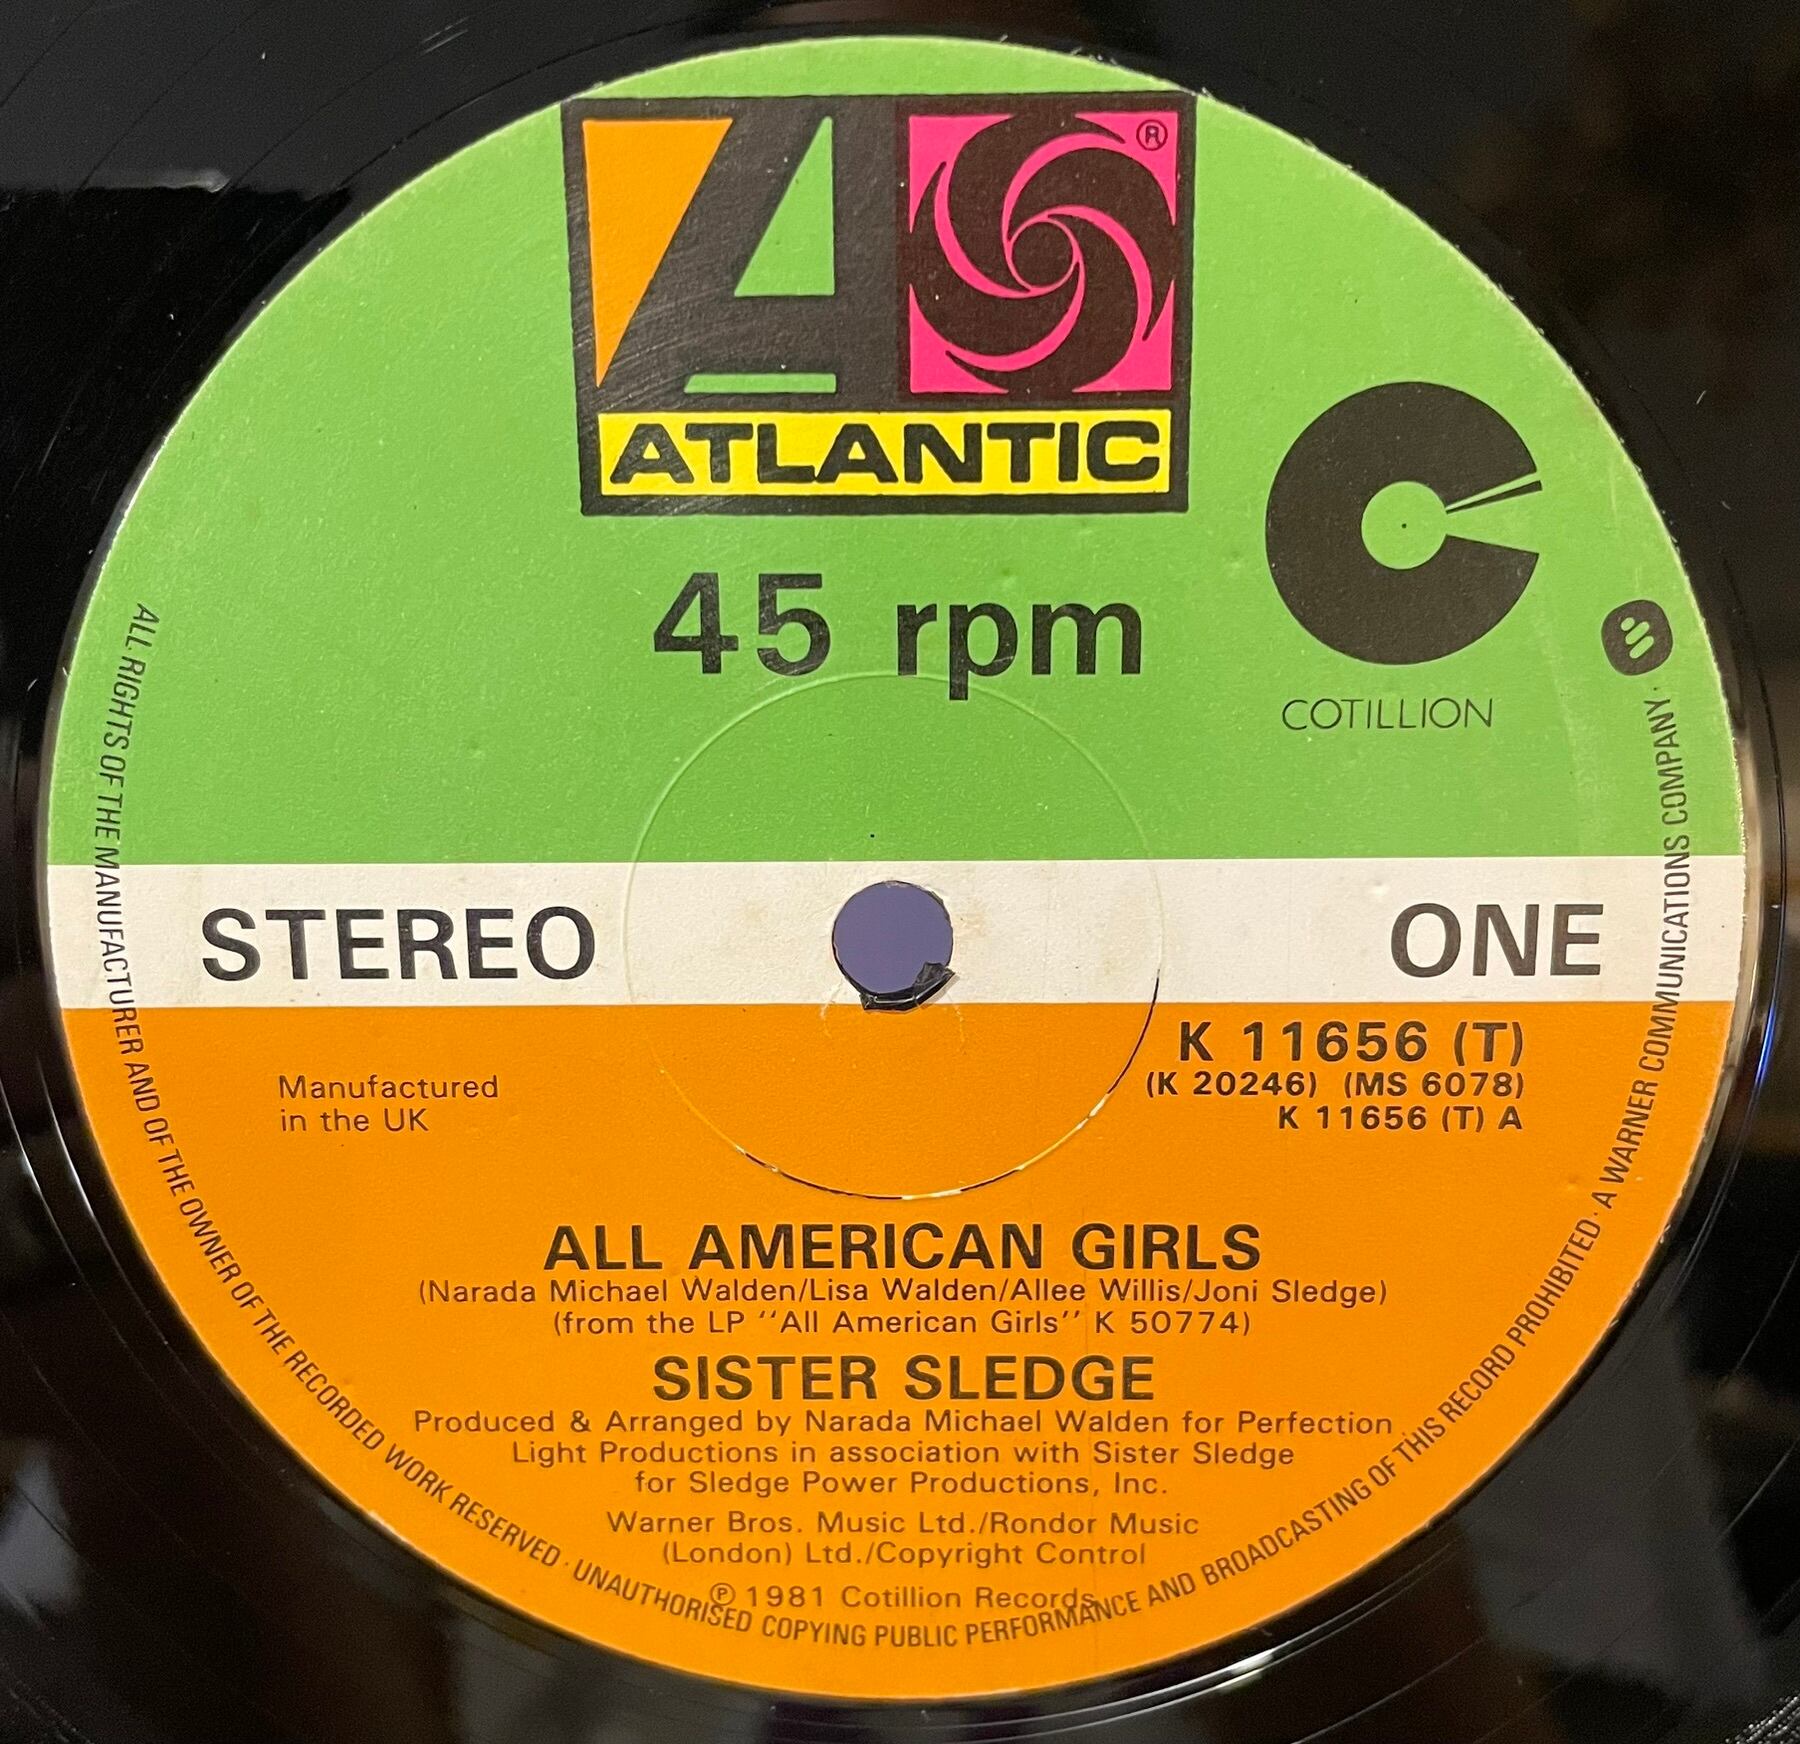 ®
ATLANTIC
45 rpm
COTILLION
STEREO
ONE
K 11656 (T)
(K 20246) (MS 6078)
K 11656 (T) A
Manufactured
in the UK
ALL AMERICAN GIRLS
(Narada Michael Walden/Lisa Walden/Allee Willis/Joni Sledge)
(from the LP "All American Girls" K 50774)
SISTER SLEDGE
Produced & Arranged by Narada Michael Walden for Perfection
Light Productions in association with Sister Sledge
for Sledge Power Productions, Inc.
Warner Bros. Music Ltd./Rondor Music
(London) Ltd./Copyright Control
℗ 1981 Cotillion Records
ALL RIGHTS OF THE MANUFACTURER AND OF THE OWNER OF THE RECORDED WORK RESERVED · UNAUTHORISED COPYING PUBLIC PERFORMANCE AND BROADCASTING OF THIS RECORD PROHIBITED · A WARNER COMMUNICATIONS COMPANY ·